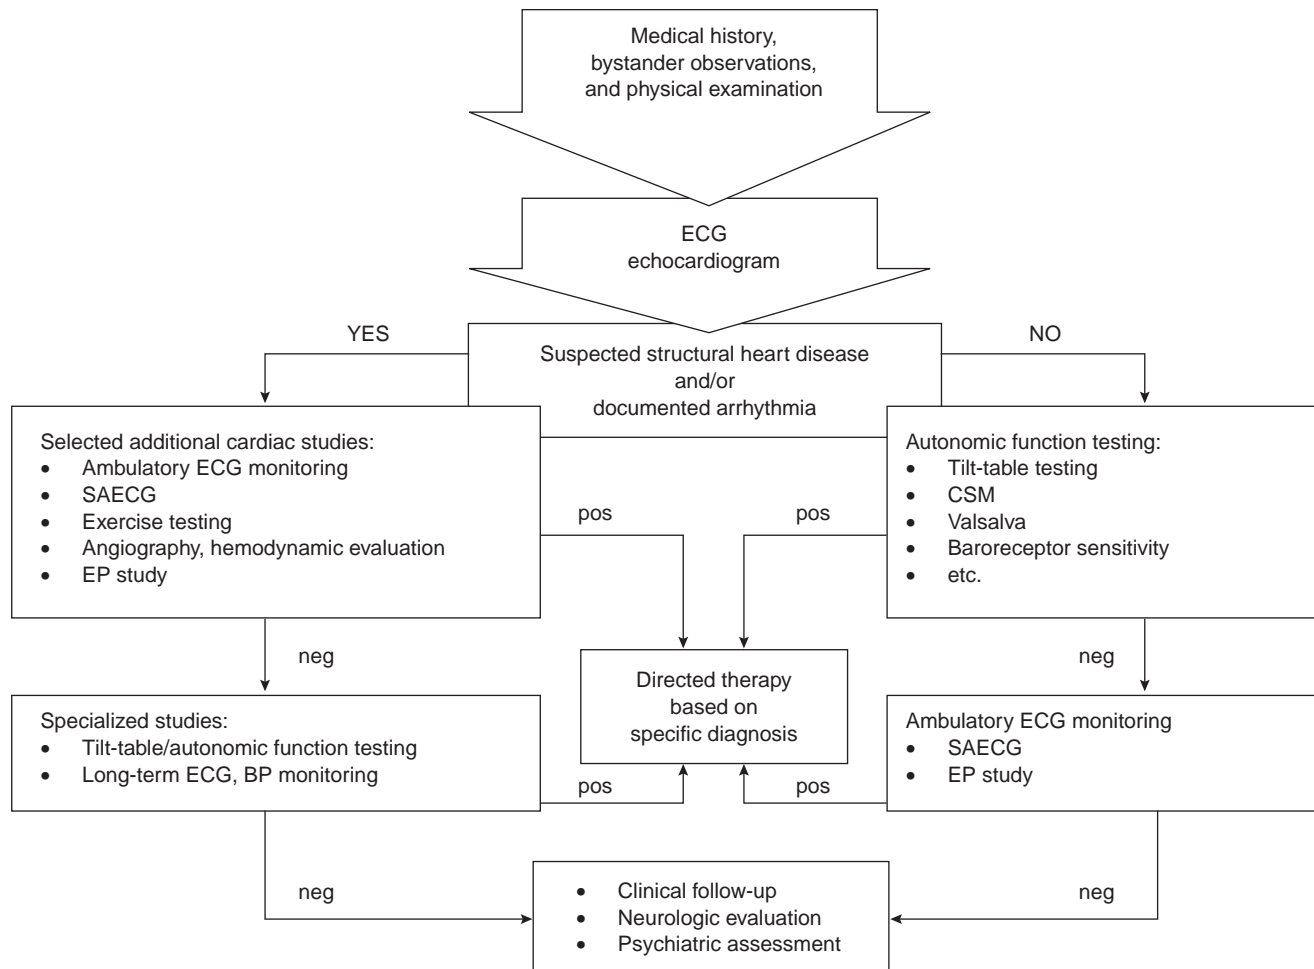 Medical history,
bystander observations,
and physical examination
ECG
echocardiogram
YES
NO
Suspected structural heart disease
and/or
documented arrhythmia
Selected additional cardiac studies:
• Ambulatory ECG monitoring
• SAECG
• Exercise testing
• Angiography, hemodynamic evaluation
• EP study
Autonomic function testing:
• Tilt-table testing
• CSM
• Valsalva
• Baroreceptor sensitivity
• etc.
pos
pos
neg
neg
Directed therapy
based on
specific diagnosis
Specialized studies:
• Tilt-table/autonomic function testing
• Long-term ECG, BP monitoring
Ambulatory ECG monitoring
• SAECG
• EP study
pos
pos
neg
neg
• Clinical follow-up
• Neurologic evaluation
• Psychiatric assessment